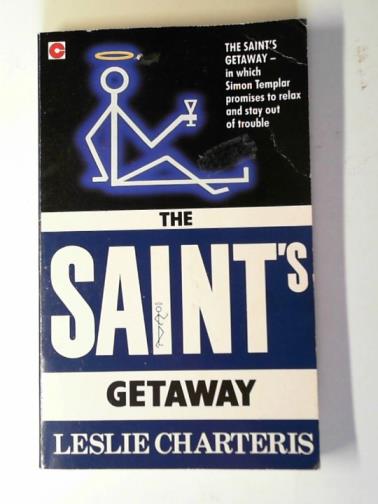 THE SAINT'S
GETAWAY –
in which
Simon Templar
promises to relax
and stay out
of trouble
THE
SAINT'S
GETAWAY
LESLIE CHARTERIS